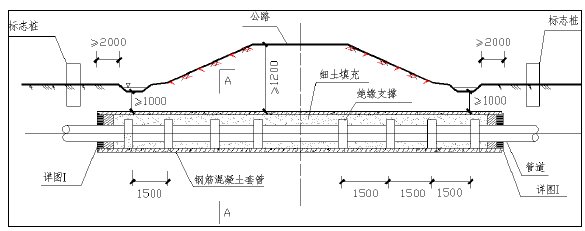 公路
标志桩
标志桩
≥2000
≥2000
A
≥1200
细土填充
绝缘支撑
≥1000
≥1000
详图I
钢筋混凝土套管
管道
详图I
1500
1500
1500
1500
A